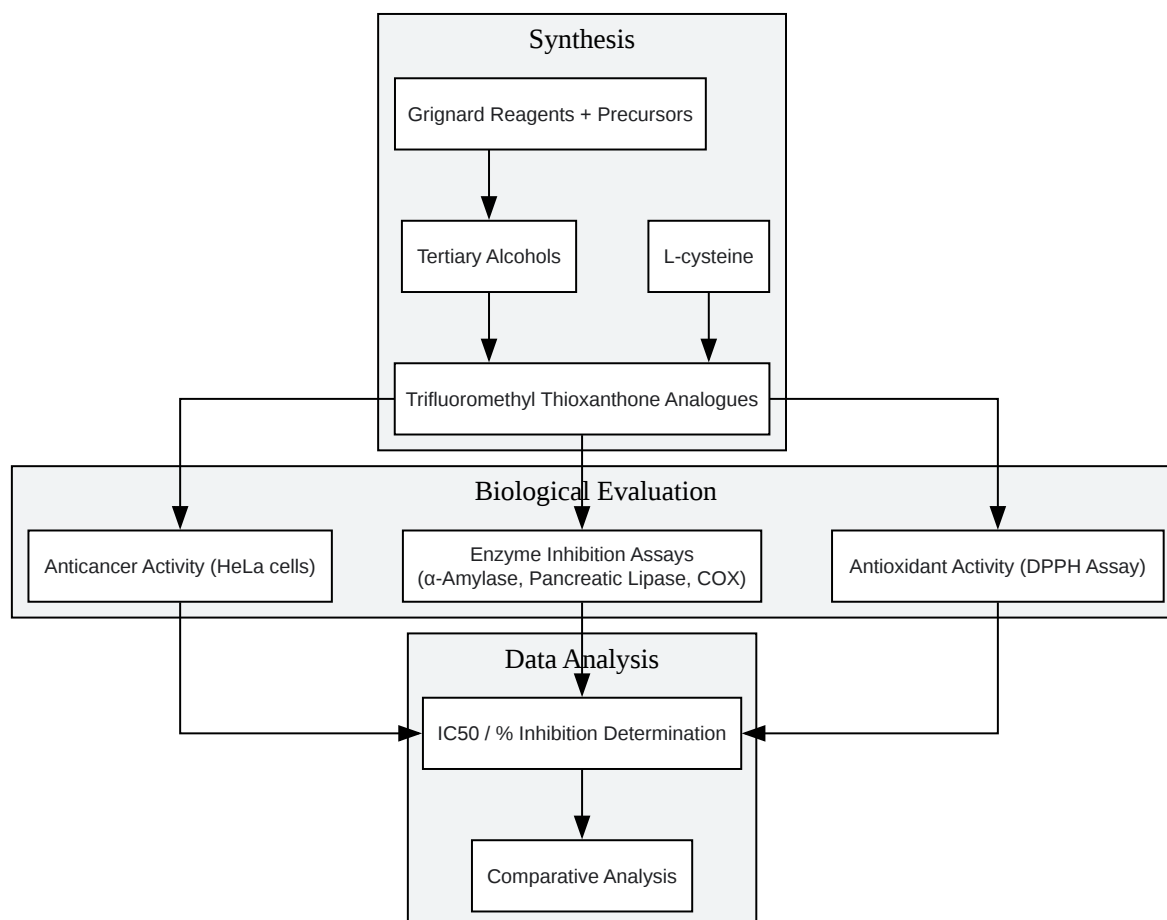 Synthesis
Grignard Reagents + Precursors
Tertiary Alcohols
L-cysteine
Trifluoromethyl Thioxanthone Analogues
Biological Evaluation
Anticancer Activity (HeLa cells)
Enzyme Inhibition Assays
(α-Amylase, Pancreatic Lipase, COX)
Antioxidant Activity (DPPH Assay)
Data Analysis
IC50 / % Inhibition Determination
Comparative Analysis